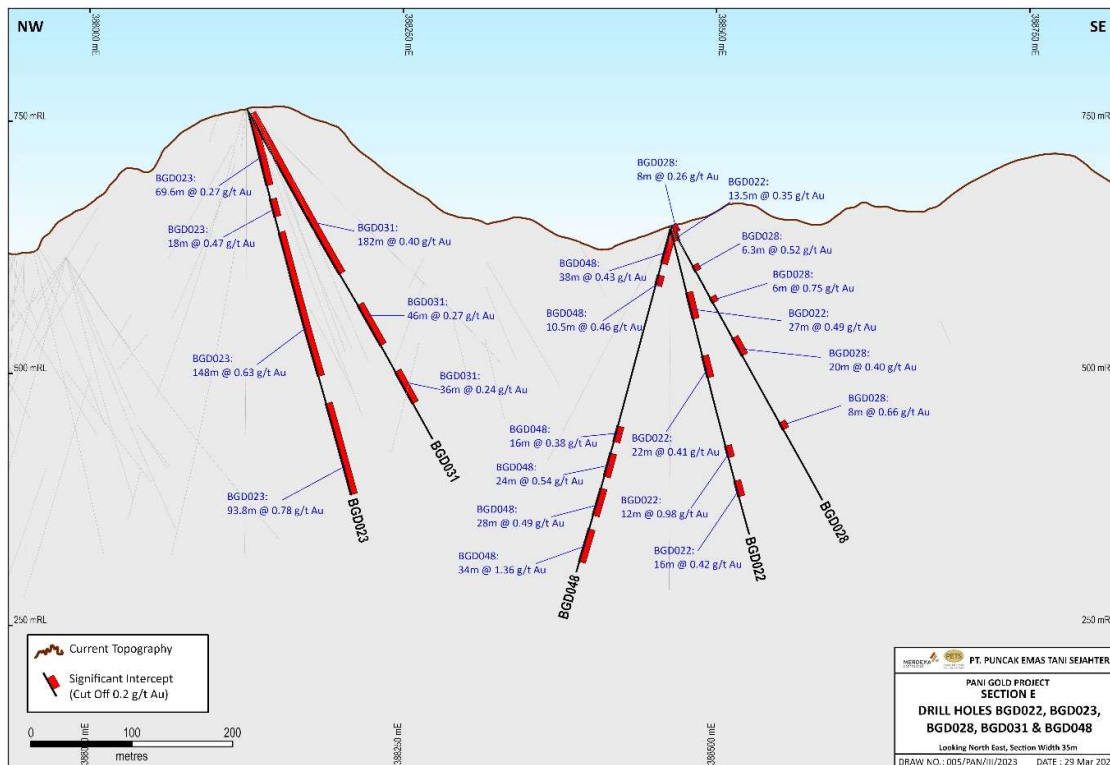 NW
SE
388000 mE
388250 mE
388500 mE
388750 mE
750 mRL
750 mRL
BGD023:
69.6m @ 0.27 g/t Au
BGD023:
18m @ 0.47 g/t Au
BGD031:
182m @ 0.40 g/t Au
BGD031:
46m @ 0.27 g/t Au
BGD023:
148m @ 0.63 g/t Au
BGD031:
36m @ 0.24 g/t Au
BGD023:
93.8m @ 0.78 g/t Au
BGD031
BGD023
BGD028:
8m @ 0.26 g/t Au
BGD022:
13.5m @ 0.35 g/t Au
BGD028:
6.3m @ 0.52 g/t Au
BGD048:
38m @ 0.43 g/t Au
BGD028:
6m @ 0.75 g/t Au
BGD048:
10.5m @ 0.46 g/t Au
BGD022:
27m @ 0.49 g/t Au
BGD028:
20m @ 0.40 g/t Au
BGD028:
8m @ 0.66 g/t Au
BGD048:
16m @ 0.38 g/t Au
BGD022:
22m @ 0.41 g/t Au
BGD048:
24m @ 0.54 g/t Au
BGD022:
12m @ 0.98 g/t Au
BGD048:
28m @ 0.49 g/t Au
BGD022:
16m @ 0.42 g/t Au
BGD048:
34m @ 1.36 g/t Au
BGD048
BGD022
BGD028
500 mRL
500 mRL
250 mRL
250 mRL
Current Topography
Significant Intercept
(Cut Off 0.2 g/t Au)
0 100 200
metres
388000 mE
388250 mE
388500 mE
MERDEKA
PETS
PT. PUNCAK EMAS TANI SEJAHTER
PANI GOLD PROJECT
SECTION E
DRILL HOLES BGD022, BGD023,
BGD028, BGD031 & BGD048
Looking North East, Section Width 35m
DRAW NO.: 005/PAN/III/2023 DATE : 29 Mar 202